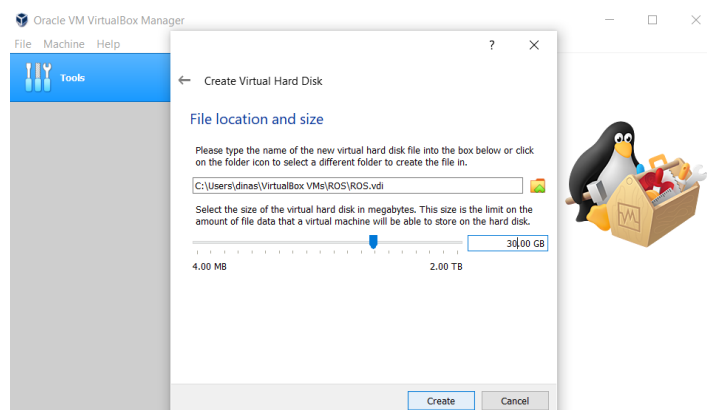 Oracle VM VirtualBox Manager
File Machine Help
Tools
?
Create Virtual Hard Disk
File location and size
Please type the name of the new virtual hard disk file into the box below or click
on the folder icon to select a different folder to create the file in.
C:\Users\dinas\VirtualBox VMs\ROS\ROS.vdi
Select the size of the virtual hard disk in megabytes. This size is the limit on the
amount of file data that a virtual machine will be able to store on the hard disk.
30.00 GB
4.00 MB 2.00 TB
Create Cancel